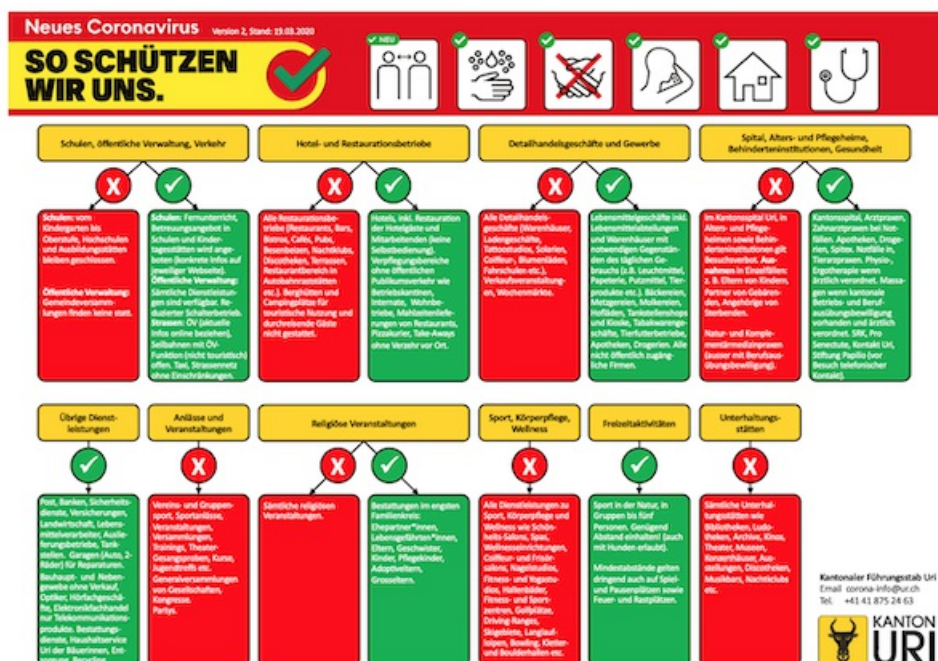 Neues Coronavirus Version 2, Stand: 19.03.2020
SO SCHÜTZEN
WIR UNS.
NEU
Schulen, öffentliche Verwaltung, Verkehr
Hotel- und Restaurationsbetriebe
Detailhandelsgeschäfte und Gewerbe
Spital, Alters- und Pflegeheime,
Behinderteninstitutionen, Gesundheit
X
X
X
X
Schulen: vom
Kindergarten bis
Oberstufe, Hochschulen
und Ausbildungsstätten
bleiben geschlossen.
Öffentliche Verwaltung:
Gemeindeversamm-
lungen finden keine statt.
Schulen: Fernunterricht,
Betreuungsangebot in
Schulen und Kinder-
tagesstätten wird ange-
boten (konkrete Infos auf
jeweiliger Webseite).
Öffentliche Verwaltung:
Sämtliche Dienstleistun-
gen sind verfügbar. Re-
duzierter Schalterbetrieb.
Strassen: ÖV (aktuelle
Infos online beziehen).
Seilbahnen mit ÖV-
Funktion (nicht touristisch)
offen. Taxi, Strassennetz
ohne Einschränkungen.
Alle Restaurationsbe-
triebe (Restaurants, Bars,
Bistros, Cafés, Pubs,
Besenbeizen, Nachtklubs,
Discotheken, Terrassen,
Restaurantbereich in
Autobahnraststätten
etc.). Berghütten und
Campingplätze für
touristische Nutzung und
durchreisende Gäste
nicht gestattet.
Hotels, inkl. Restauration
der Hotelgäste und
Mitarbeitenden (keine
Selbstbedienung).
Verpflegungsbereiche
ohne öffentlichen
Publikumsverkehr wie
Betriebskantinen,
Internate, Wohnbe-
triebe, Mahlzeitenliefe-
rungen von Restaurants,
Pizzakurier, Take-Aways
ohne Verzehr vor Ort.
Alle Detailhandels-
geschäfte (Warenhäuser,
Ladengeschäfte,
Tattoostudios, Solarien,
Coiffeur-, Blumenläden,
Fahrschulen etc.),
Verkaufsveranstaltun-
gen, Wochenmärkte.
Lebensmittelgeschäfte inkl.
Lebensmittelabteilungen
und Warenhäuser mit
notwendigen Gegenstän-
den des täglichen Ge-
brauchs (z.B. Leuchtmittel,
Papeterie, Putzmittel, Tier-
produkte etc.). Bäckereien,
Metzgereien, Molkereien,
Hofläden, Tankstellenshops
und Kioske, Tabakwarenge-
schäfte, Tierfutterbetriebe,
Apotheken, Drogerien. Alle
nicht öffentlich zugäng-
liche Firmen.
Im Kantonsspital Uri, in
Alters- und Pflege-
heimen sowie Behin-
derteninstitutionen gilt
Besuchsverbot. Aus-
nahmen in Einzelfällen:
z. B. Eltern von Kindern,
Partner von Gebären-
den, Angehörige von
Sterbenden.
Natur- und Komple-
mentärmedizinpraxen
(ausser mit Berufsaus-
übungsbewilligung).
Kantonsspital, Arztpraxen,
Zahnarztpraxen bei Not-
fällen. Apotheken, Droge-
rien, Spitex. Notfälle in
Tierarztpraxen. Physio-,
Ergotherapie wenn
ärztlich verordnet. Massa-
gen wenn kantonale
Betriebs- und Beruf-
ausübungsbewilligung
vorhanden und ärztlich
verordnet. SRK, Pro
Senectute, Kontakt Uri,
Stiftung Papilio (vor
Besuch telefonischer
Kontakt).
Übrige Dienst-
leistungen
Anlässe und
Veranstaltungen
Religiöse Veranstaltungen
Sport, Körperpflege,
Wellness
Freizeitaktivitäten
Unterhaltungs-
stätten
X
X
X
X
Post, Banken, Sicherheits-
dienste, Versicherungen,
Landwirtschaft, Lebens-
mittelverarbeiter, Auslie-
ferungsbetriebe, Tank-
stellen. Garagen (Auto, 2-
Räder) für Reparaturen.
Bauhaupt- und Neben-
gewebe ohne Verkauf,
Optiker, Hörfachgeschä-
fte, Elektronikfachhandel
nur Telekommunikations-
produkte. Bestattungs-
dienste, Haushaltservice
Uri der Bäuerinnen, Ent-
sorgung, Recycling
Vereins- und Gruppen-
sport, Sportanlässe,
Veranstaltungen,
Versammlungen,
Trainings, Theater-
Gesangsproben, Kurse,
Jugendtreffs etc.
Generalversammlungen
von Gesellschaften,
Kongresse.
Partys.
Sämtliche religiösen
Veranstaltungen.
Bestattungen im engsten
Familienkreis:
Ehepartner*innen,
Lebensgefährten*innen,
Eltern, Geschwister,
Kinder, Pflegekinder,
Adoptiveltern,
Grosseltern.
Alle Dienstleistungen zu
Sport, Körperpflege und
Wellness wie Schön-
heits-Salons, Spas,
Wellnesseinrichtungen,
Coiffeur- und Frisör-
salons, Nagelstudios,
Fitness- und Yogastu-
dios, Hallenbäder,
Fitness- und Sport-
zentren, Golfplätze,
Driving-Ranges,
Skigebiete, Langlauf-
loipen, Bowling, Kletter-
und Boulderhallen etc.
Sport in der Natur, in
Gruppen bis fünf
Personen. Genügend
Abstand einhalten! (auch
mit Hunden erlaubt).
Mindestabstände gelten
dringend auch auf Spiel-
und Pausenplätzen sowie
Feuer- und Rastplätzen.
Sämtliche Unterhal-
tungsstätten wie
Bibliotheken, Ludo-
theken, Archive, Kinos,
Theater, Museen,
Konzerthäuser, Aus-
stellungen, Discotheken,
Musikbars, Nachtclubs
etc.
Kantonaler Führungsstab Uri
Email corona-info@ur.ch
Tel. +41 41 875 24 63
KANTON
URI